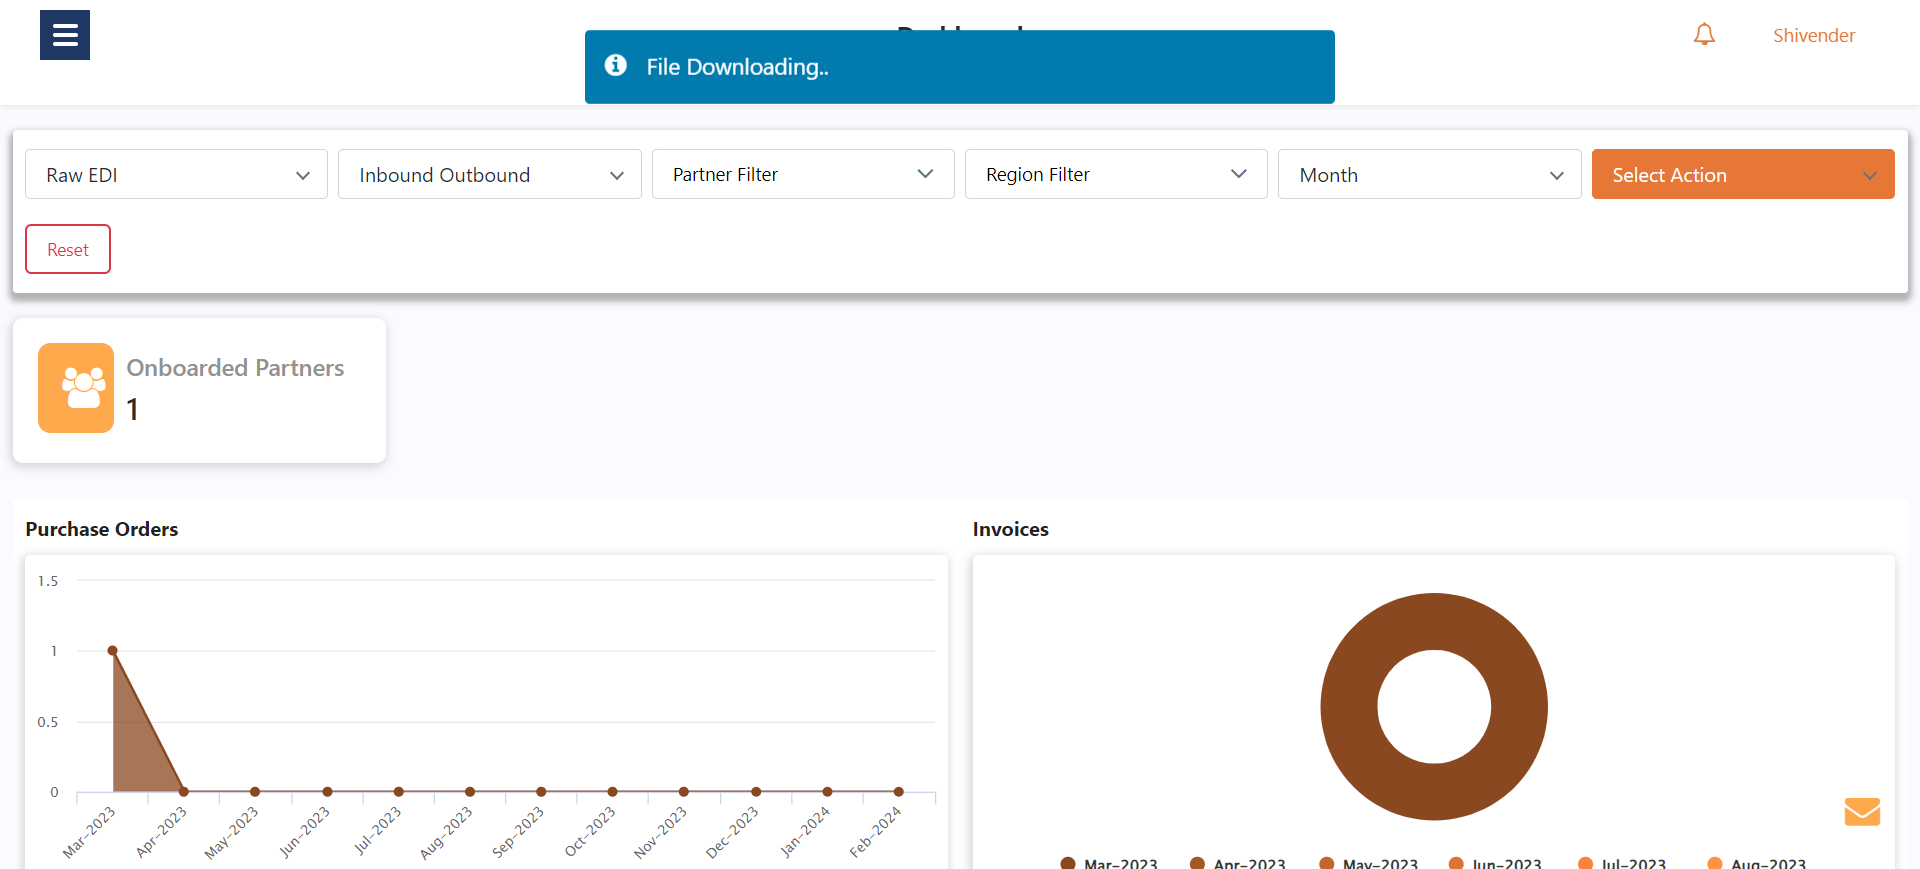 Shivender
File Downloading..
Raw EDI
Inbound Outbound
Partner Filter
Region Filter
Month
Select Action
Reset
Onboarded Partners
1
Purchase Orders
1.5
1
0.5
0
Mar-2023
Apr-2023
May-2023
Jun-2023
Jul-2023
Aug-2023
Sep-2023
Oct-2023
Nov-2023
Dec-2023
Jan-2024
Feb-2024
Invoices
Mar-2023 Apr-2023 May-2023 Jun-2023 Jul-2023 Aug-2023